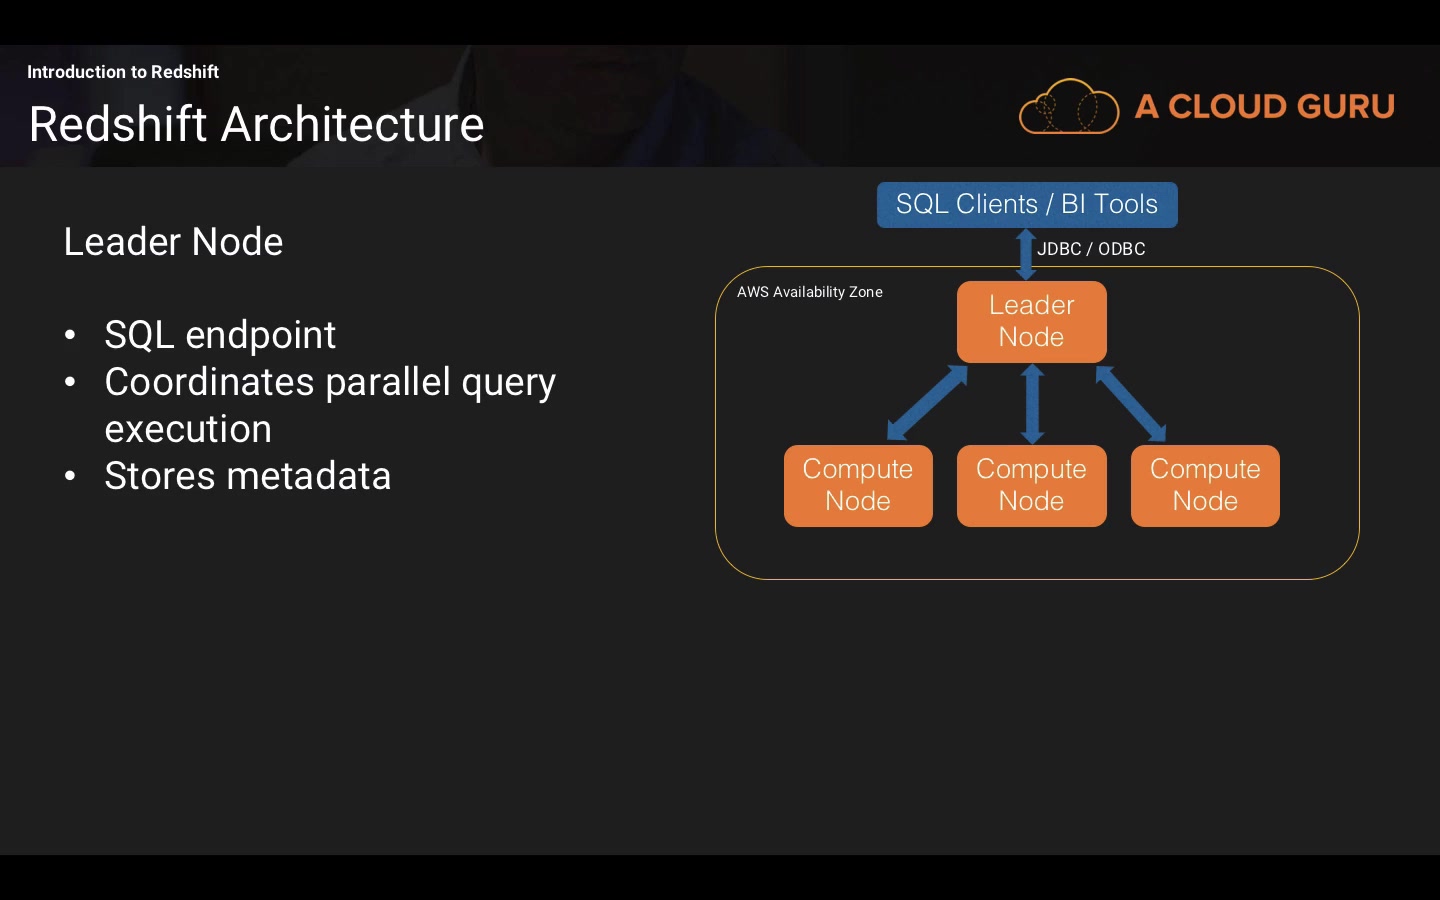 Introduction to Redshift
Redshift Architecture
A CLOUD GURU
Leader Node
• SQL endpoint
• Coordinates parallel query
execution
• Stores metadata
SQL Clients / BI Tools
JDBC / ODBC
AWS Availability Zone
Leader
Node
Compute
Node
Compute
Node
Compute
Node